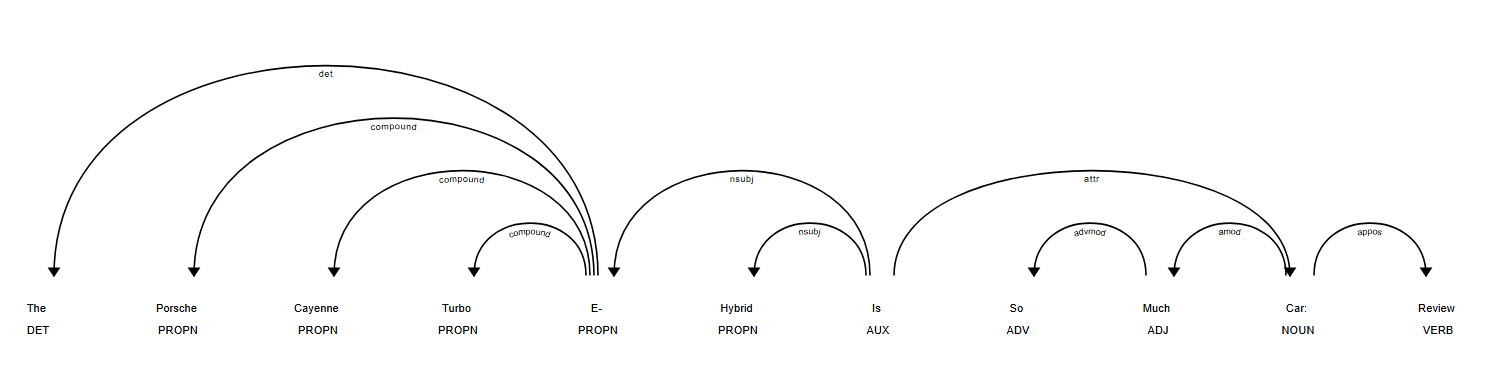 det
compound
compound nsubj attr
compound nsubj advmod amod appos
The Porsche Cayenne Turbo E- Hybrid Is So Much Car: Review
DET PROPN PROPN PROPN PROPN PROPN AUX ADV ADJ NOUN VERB